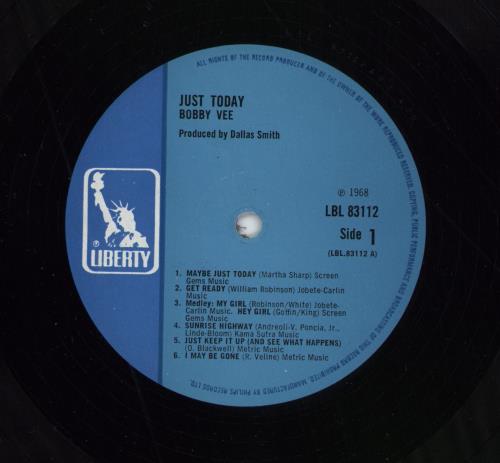 ALL RIGHTS OF THE RECORD PRODUCER AND OF THE OWNER OF THE WORK REPRODUCED RESERVED. COPYING, PUBLIC PERFORMANCE AND BROADCASTING OF THIS RECORD PROHIBITED. MANUFACTURED BY PHILIPS RECORDS LTD.
JUST TODAY
BOBBY VEE
Produced by Dallas Smith
℗ 1968
LBL 83112
Side 1
(LBL.83112 A)
®
LIBERTY
1. MAYBE JUST TODAY (Martha Sharp) Screen
Gems Music
2. GET READY (William Robinson) Jobete-Carlin
Music
3. Medley: MY GIRL (Robinson/White) Jobete-
Carlin Music. HEY GIRL (Goffin/King) Screen
Gems Music
4. SUNRISE HIGHWAY (Andreoli-V. Poncia, Jr.,
Linde-Bloom) Kama Sutra Music
5. JUST KEEP IT UP (AND SEE WHAT HAPPENS)
(O. Blackwell) Metric Music
6. I MAY BE GONE (R. Veline) Metric Music